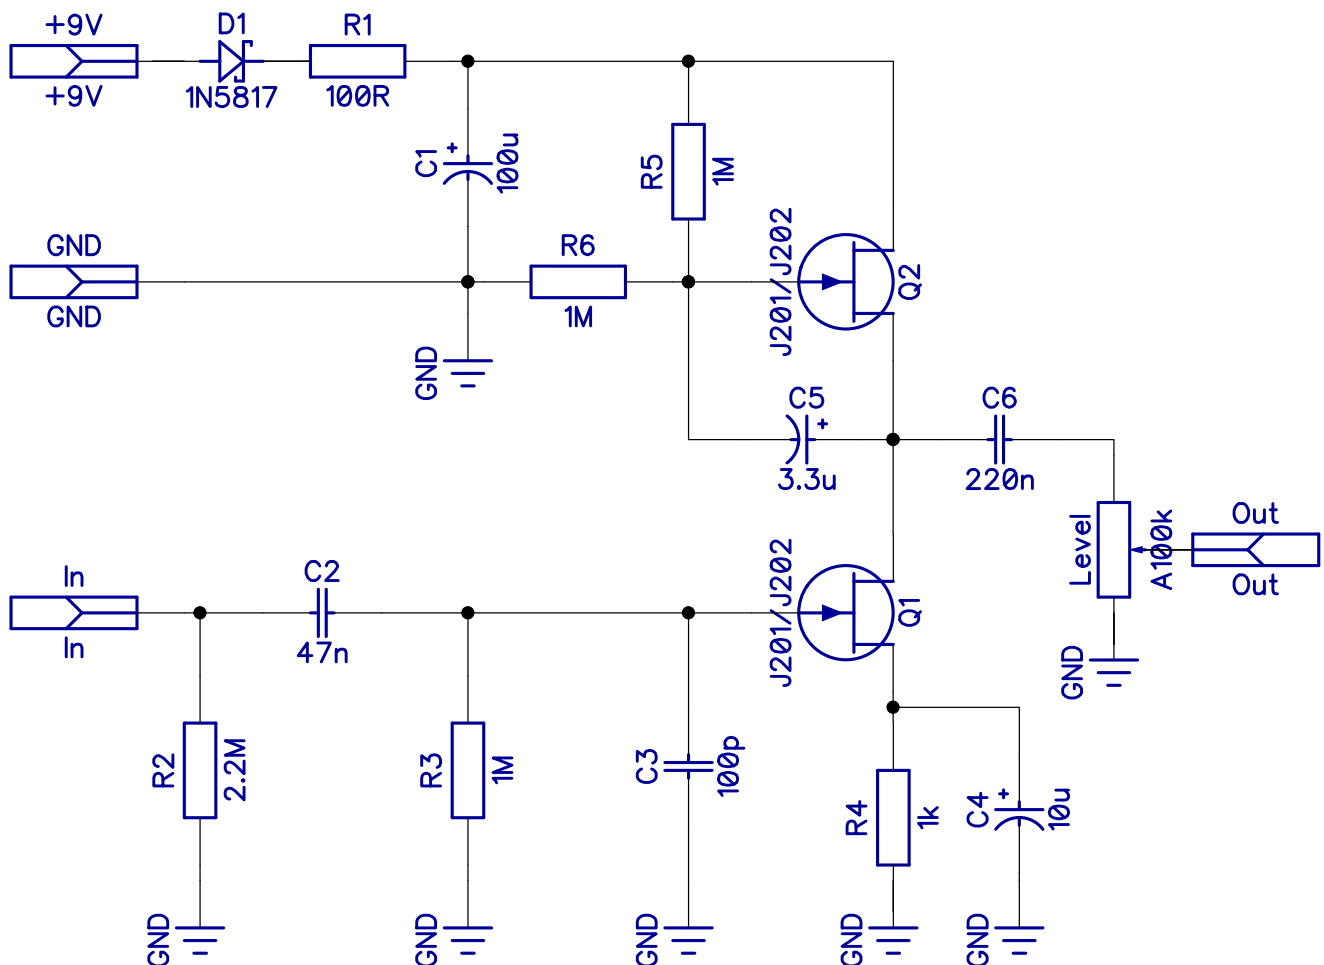 +9V
D1
R1
+9V
1N5817
100R
C1
+
100u
R5
1M
GND
GND
R6
1M
J201/J202
Q2
GND
C5
+
3.3u
C6
220n
Level
A100k
Out
Out
GND
In
In
C2
47n
J201/J202
Q1
R2
2.2M
R3
1M
C3
100p
R4
1k
C4
+
10u
GND
GND
GND
GND
GND